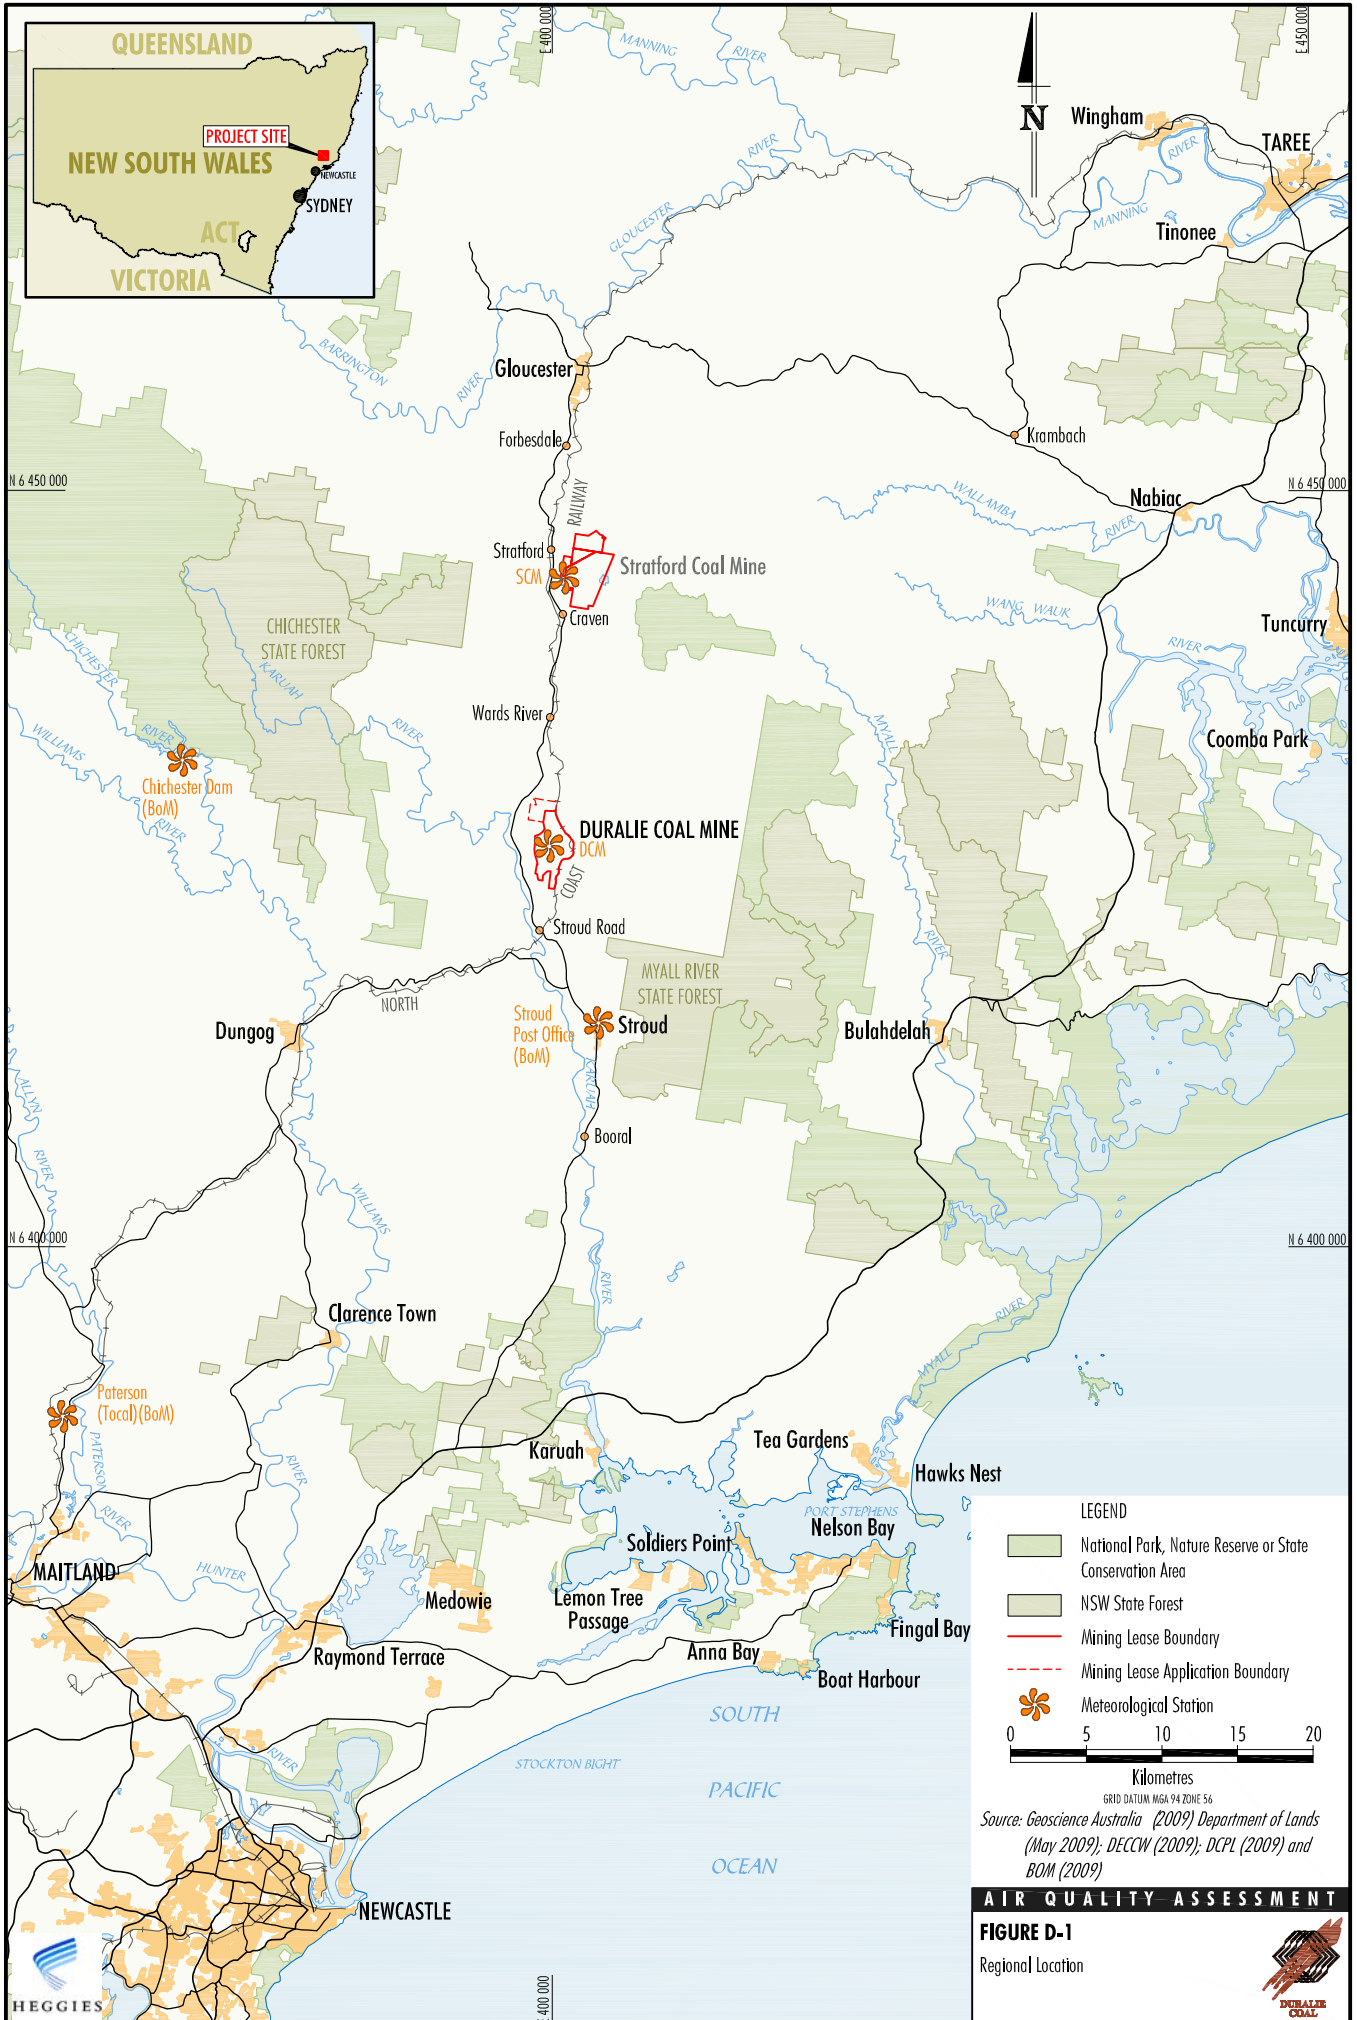 QUEENSLAND
PROJECT SITE
NEW SOUTH WALES
NEWCASTLE
SYDNEY
ACT
VICTORIA
E 400 000
E 450 000
MANNING
RIVER
N
Wingham
RIVER
TAREE
RIVER
GLOUCESTER
MANNING
Tinonee
BARRINGTON
RIVER
Gloucester
Forbesdale
Krambach
N 6 450 000
N 6 450 000
WALLAMBA
RIVER
Nabiac
RAILWAY
Stratford
SCM
Stratford Coal Mine
Craven
WANG WAUK
RIVER
Tuncurry
CHICHESTER
STATE FOREST
CHICHESTER
RIVER
KARUAH
RIVER
Wards River
MYALL
RIVER
Coomba Park
WILLIAMS
RIVER
Chichester Dam
(BoM)
DURALIE COAL MINE
DCM
COAST
Stroud Road
MYALL RIVER
STATE FOREST
NORTH
Dungog
Stroud
Post Office
(BoM)
Stroud
Bulahdelah
KARUAH
RIVER
ALLYN
RIVER
Booral
WILLIAMS
RIVER
N 6 400 000
N 6 400 000
Clarence Town
MYALL
RIVER
Paterson
(Tocal)(BoM)
PATERSON
RIVER
Karuah
Tea Gardens
Hawks Nest
PORT STEPHENS
Nelson Bay
Soldiers Point
MAITLAND
HUNTER
RIVER
Medowie
Lemon Tree
Passage
Fingal Bay
Raymond Terrace
Anna Bay
Boat Harbour
SOUTH
PACIFIC
OCEAN
STOCKTON BIGHT
NEWCASTLE
E 400 000
HEGGIES
LEGEND
National Park, Nature Reserve or State
Conservation Area
NSW State Forest
Mining Lease Boundary
Mining Lease Application Boundary
Meteorological Station
0 5 10 15 20
Kilometres
GRID DATUM MGA 94 ZONE 56
Source: Geoscience Australia (2009) Department of Lands
(May 2009); DECCW (2009); DCPL (2009) and
BOM (2009)
AIR QUALITY ASSESSMENT
FIGURE D-1
Regional Location
DURALIE
COAL